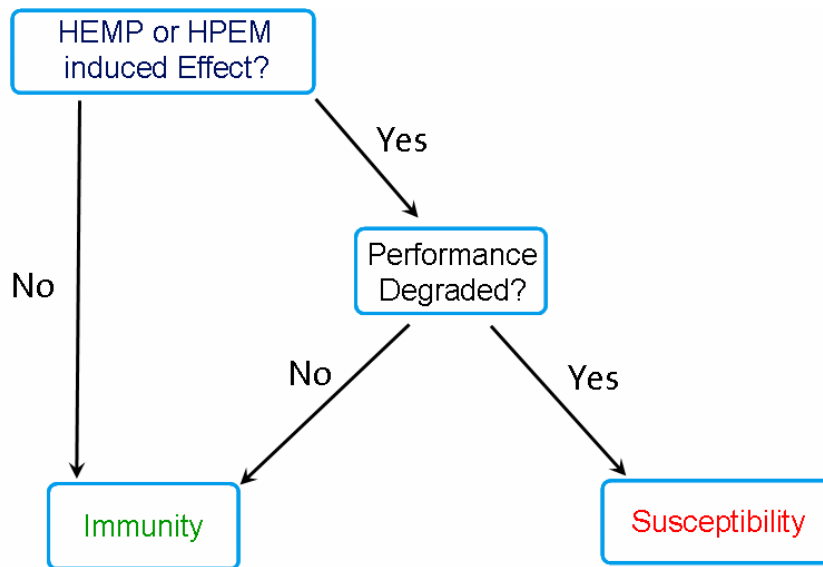 HEMP or HPEM
induced Effect?
Yes
Performance
Degraded?
No
No
Yes
Immunity
Susceptibility